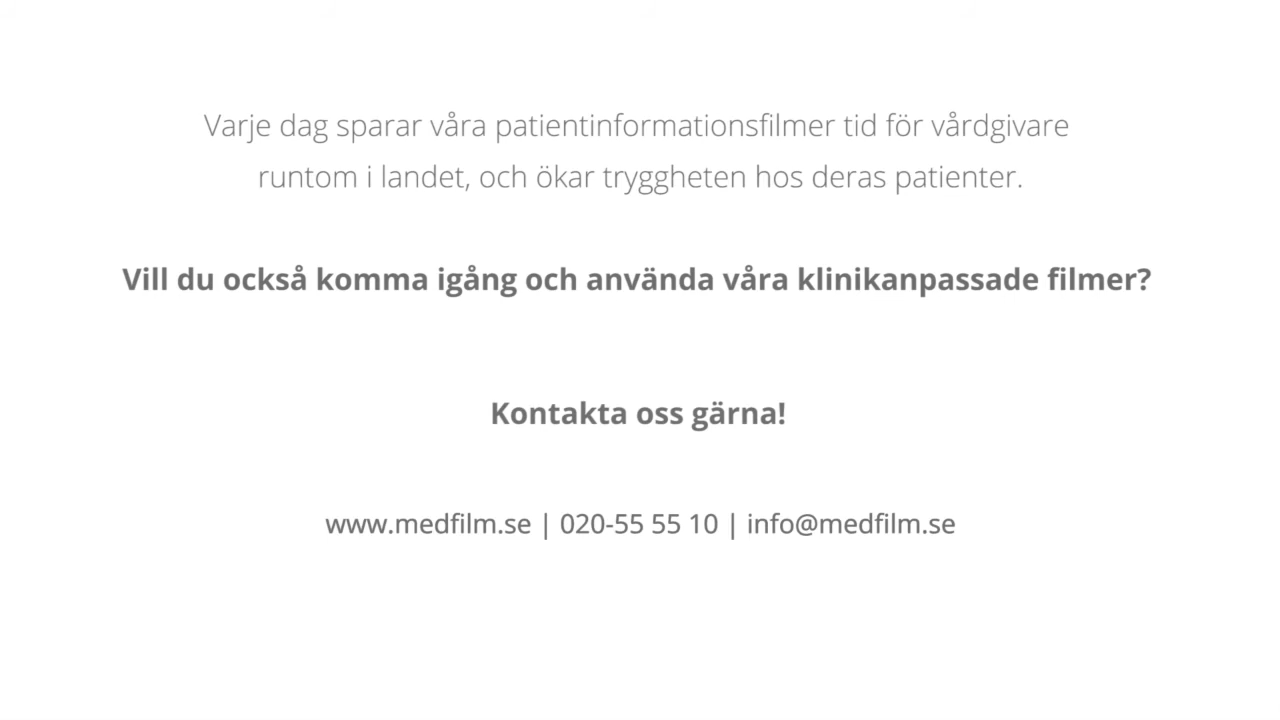 Varje dag sparar våra patientinformationsfilmer tid för vårdgivare
runtom i landet, och ökar tryggheten hos deras patienter.
Vill du också komma igång och använda våra klinikanpassade filmer?
Kontakta oss gärna!
www.medfilm.se | 020-55 55 10 | info@medfilm.se